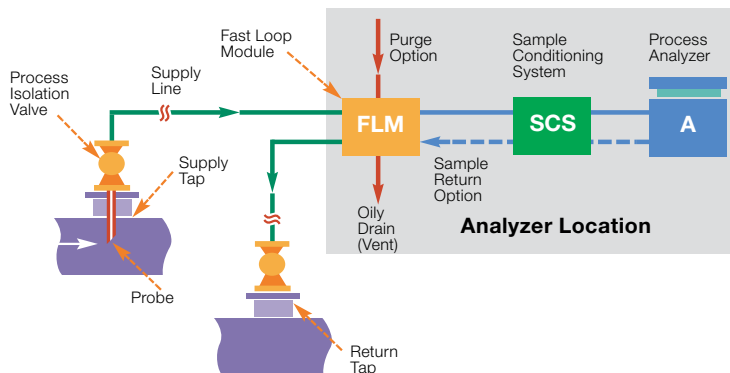 Fast Loop
Module
Purge
Option
Sample
Conditioning
System
Process
Analyzer
Process
Isolation
Valve
Supply
Line
FLM
SCS
A
Supply
Tap
Sample
Return
Option
Oily
Drain
(Vent)
Analyzer Location
Probe
Return
Tap